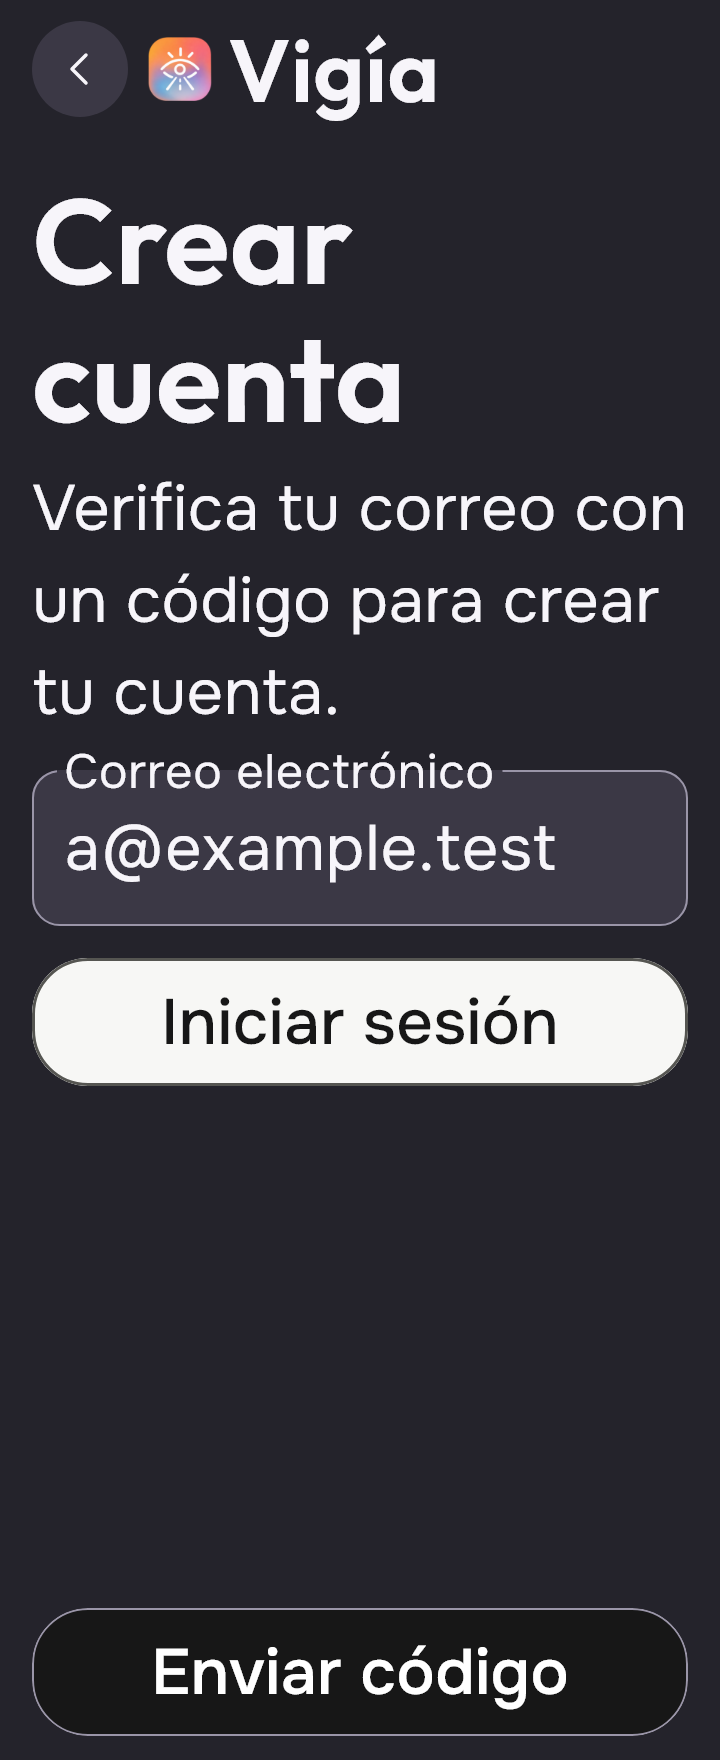 Vigía
Crear
cuenta
Verifica tu correo con
un código para crear
tu cuenta.
Correo electrónico
a@example.test
Iniciar sesión
Enviar código